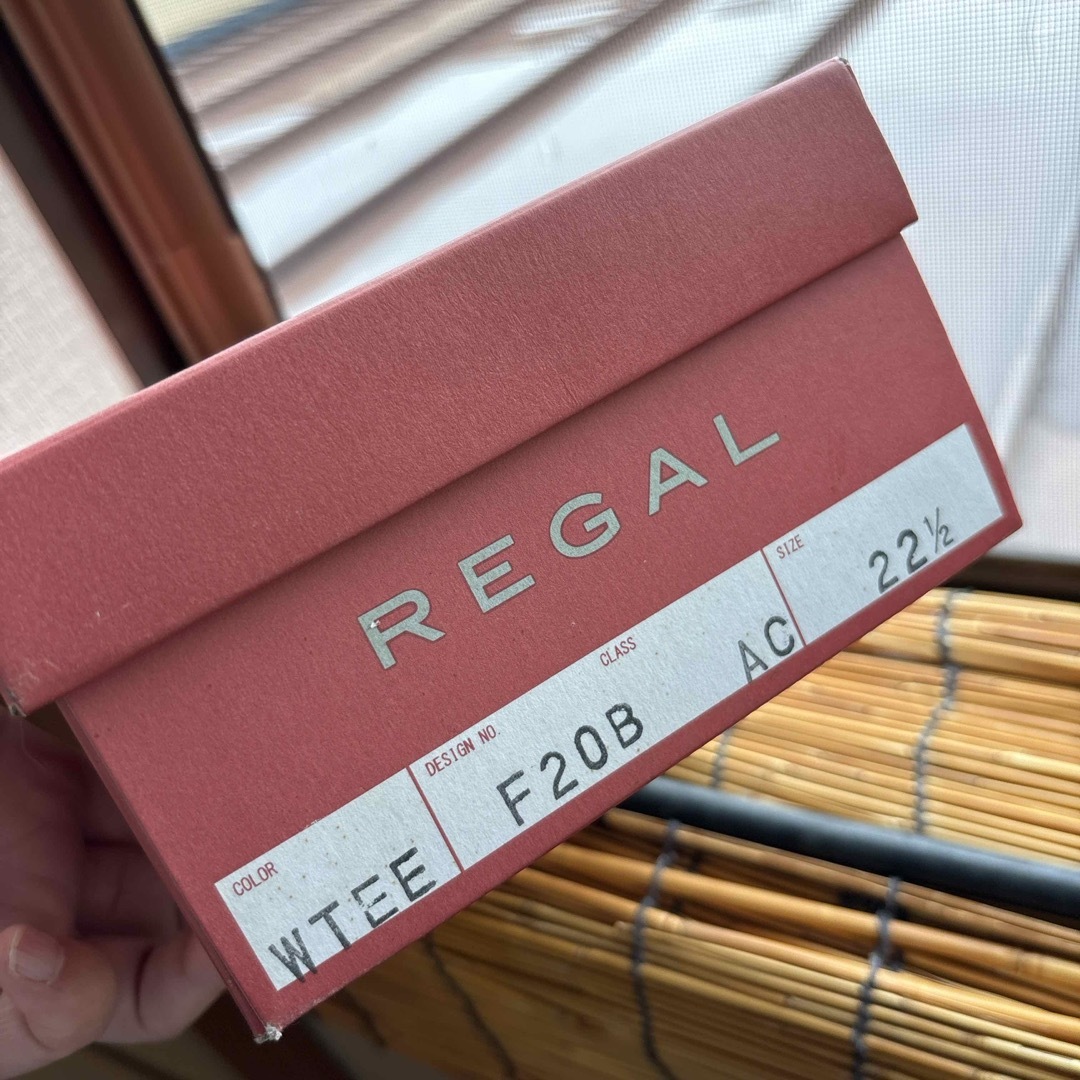 REGAL
COLOR
WTEE
DESIGN NO.
F20B
CLASS
AC
SIZE
22½